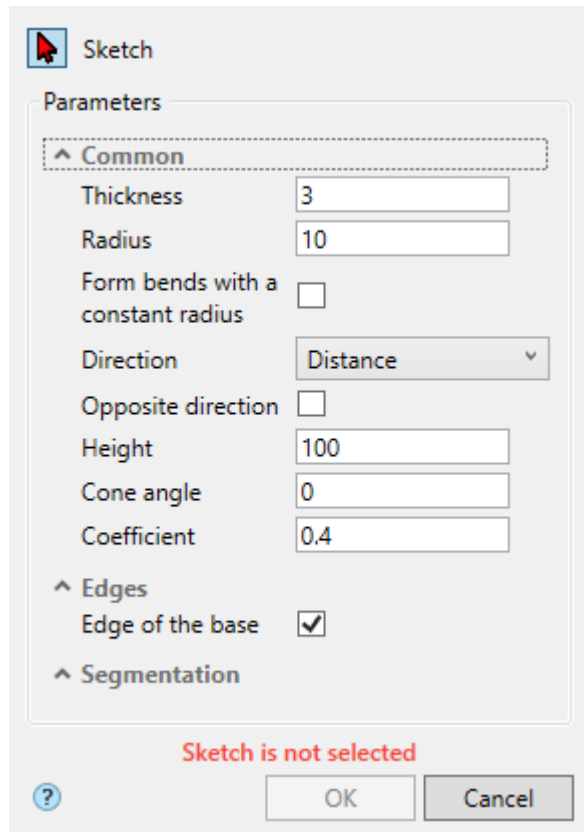 Sketch
Parameters
Common
Thickness 3
Radius 10
Form bends with a
constant radius
Direction Distance
Opposite direction
Height 100
Cone angle 0
Coefficient 0.4
Edges
Edge of the base
Segmentation
Sketch is not selected
? OK Cancel